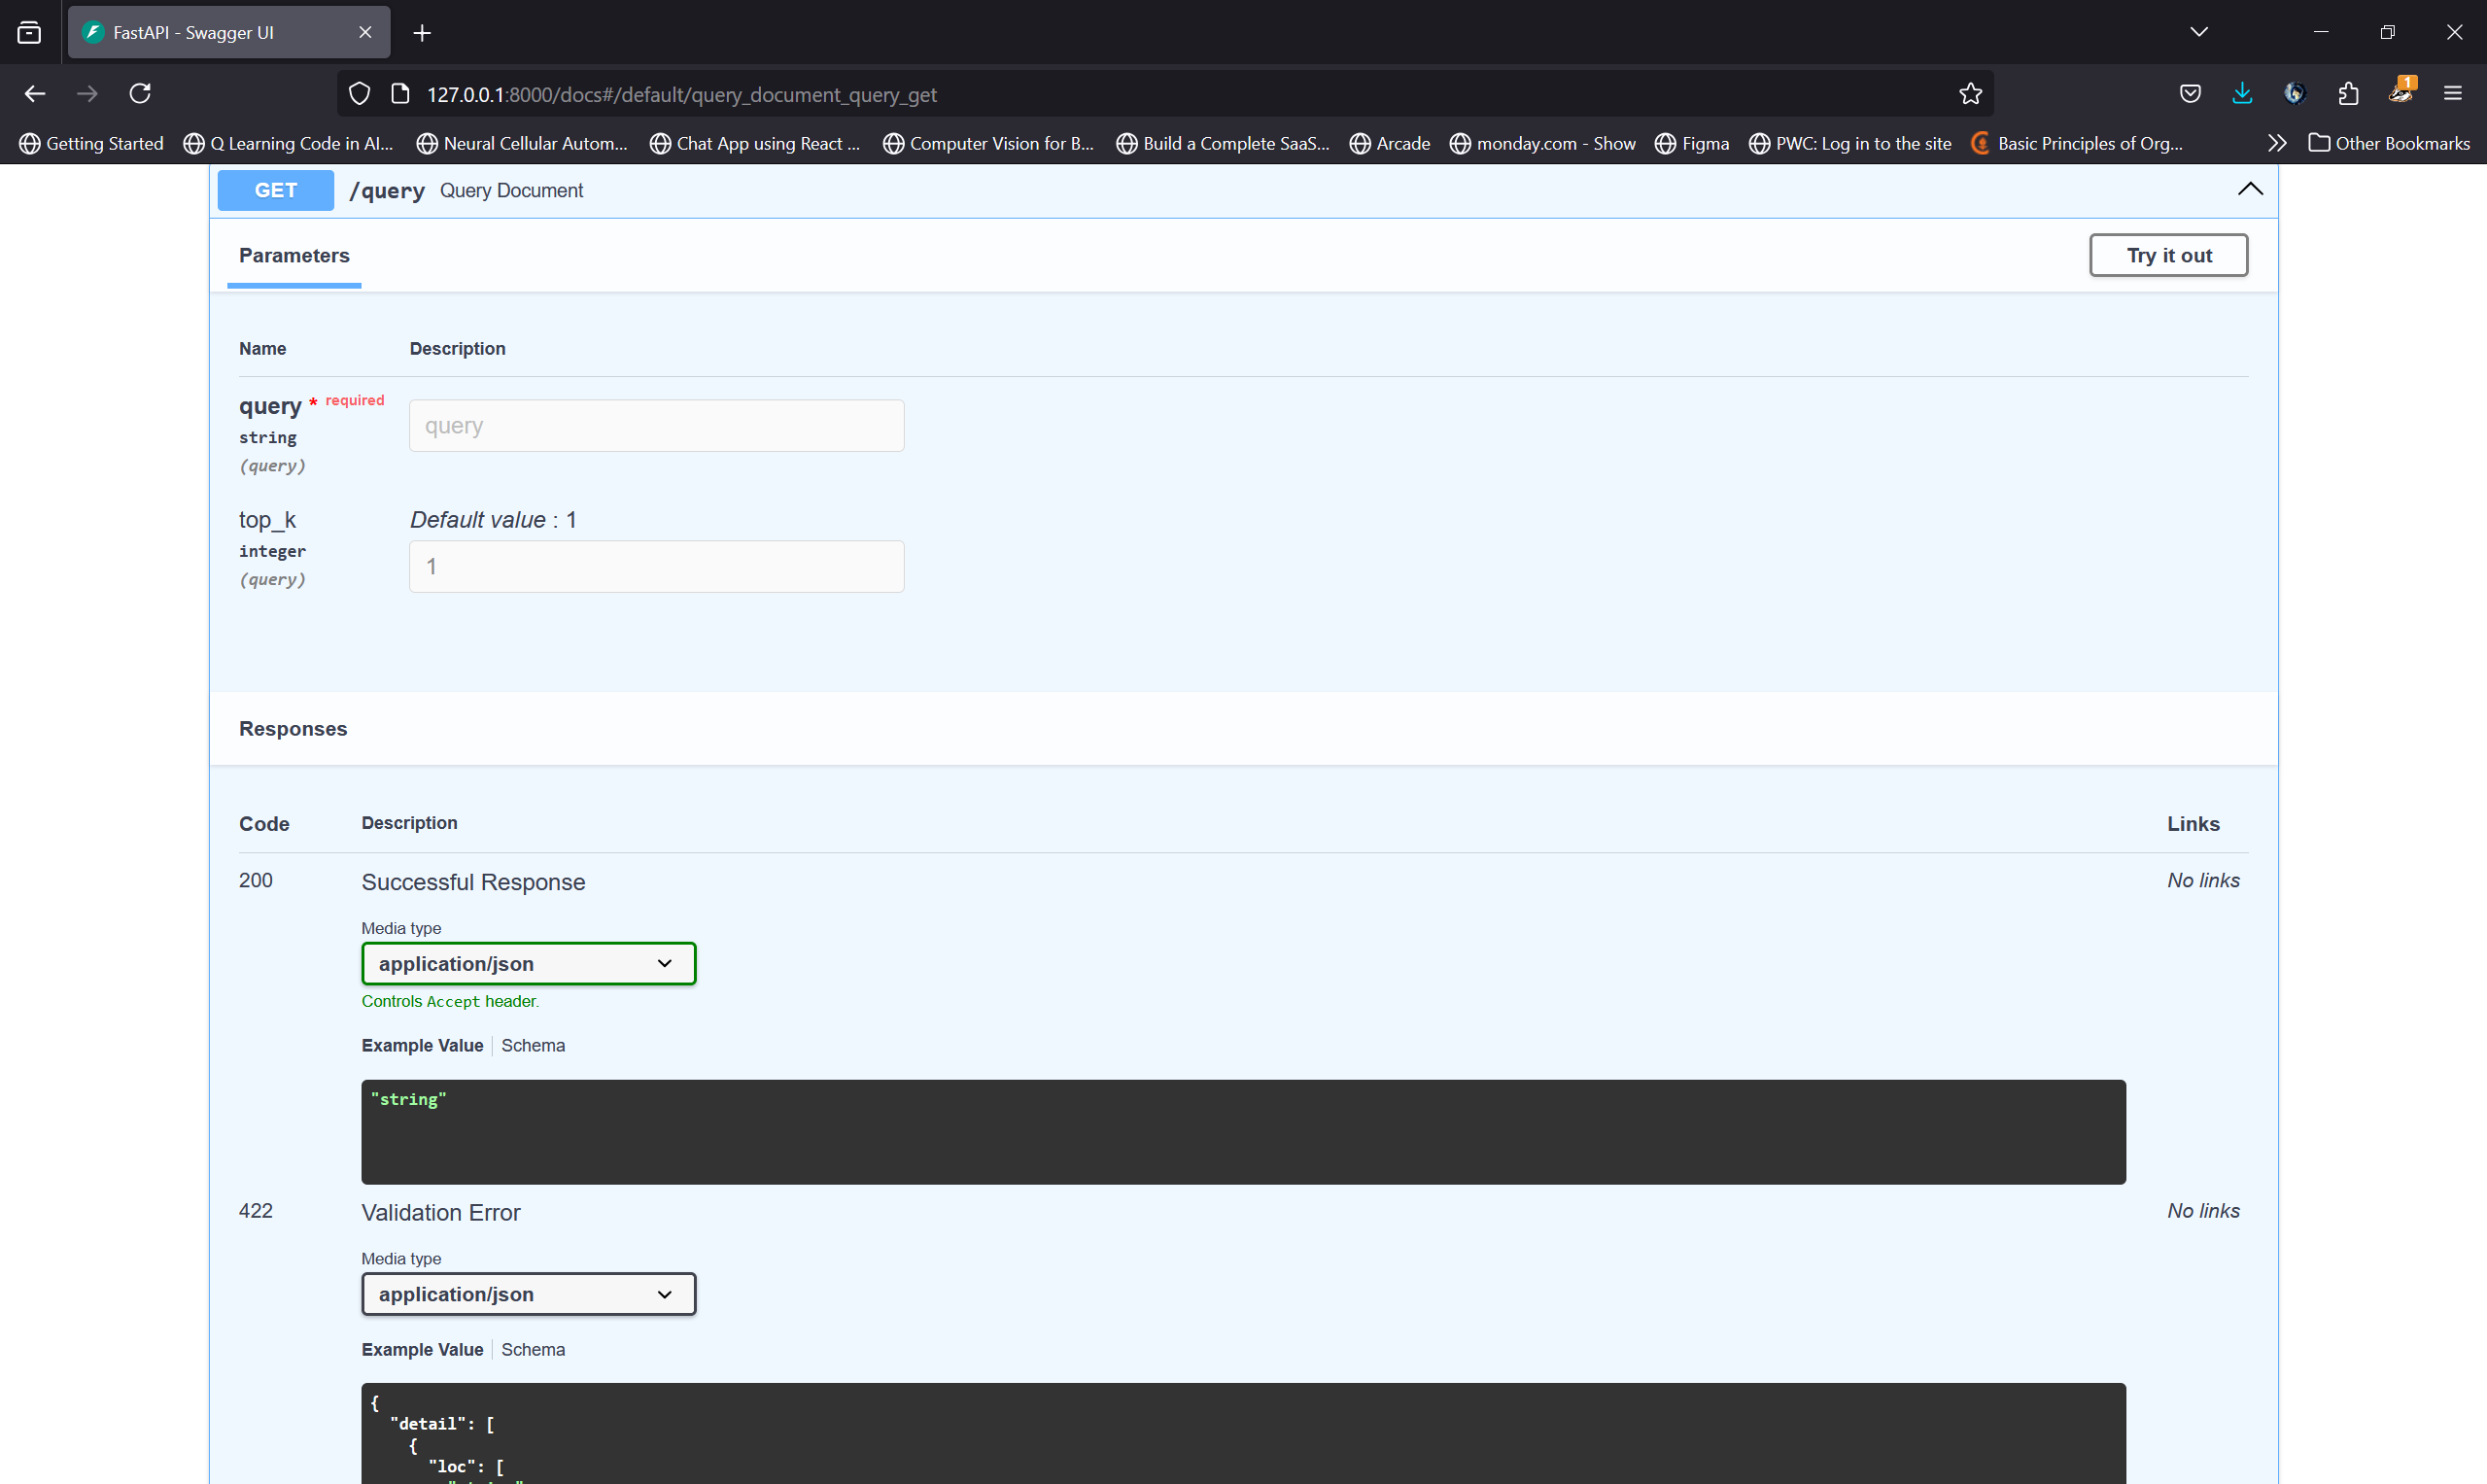 FastAPI - Swagger UI
127.0.0.1:8000/docs#/default/query_document_query_get
Getting Started Q Learning Code in AI... Neural Cellular Autom... Chat App using React ... Computer Vision for B... Build a Complete SaaS... Arcade monday.com - Show Figma PWC: Log in to the site Basic Principles of Org... Other Bookmarks
1
GET /query Query Document
Parameters Try it out
Name Description
query * required
string
(query)
query
top_k
integer
(query)
Default value : 1
1
Responses
Code Description Links
200 Successful Response No links
Media type
application/json
Controls Accept header.
Example Value Schema
"string"
422 Validation Error No links
Media type
application/json
Example Value Schema
{
"detail": [
{
"loc": [